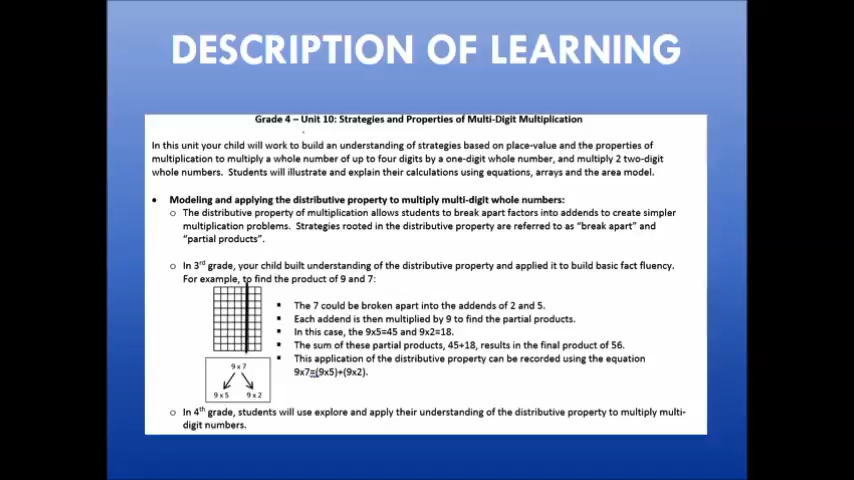 DESCRIPTION OF LEARNING
Grade 4 – Unit 10: Strategies and Properties of Multi-Digit Multiplication
In this unit your child will work to build an understanding of strategies based on place-value and the properties of
multiplication to multiply a whole number of up to four digits by a one-digit whole number, and multiply 2 two-digit
whole numbers. Students will illustrate and explain their calculations using equations, arrays and the area model.
• Modeling and applying the distributive property to multiply multi-digit whole numbers:
o The distributive property of multiplication allows students to break apart factors into addends to create simpler
multiplication problems. Strategies rooted in the distributive property are referred to as “break apart” and
“partial products”.
o In 3rd grade, your child built understanding of the distributive property and applied it to build basic fact fluency.
For example, to find the product of 9 and 7:
▪ The 7 could be broken apart into the addends of 2 and 5.
▪ Each addend is then multiplied by 9 to find the partial products.
▪ In this case, the 9x5=45 and 9x2=18.
▪ The sum of these partial products, 45+18, results in the final product of 56.
▪ This application of the distributive property can be recorded using the equation
9x7=(9x5)+(9x2).
9 x 7
9 x 5 9 x 2
o In 4th grade, students will use explore and apply their understanding of the distributive property to multiply multi-
digit numbers.